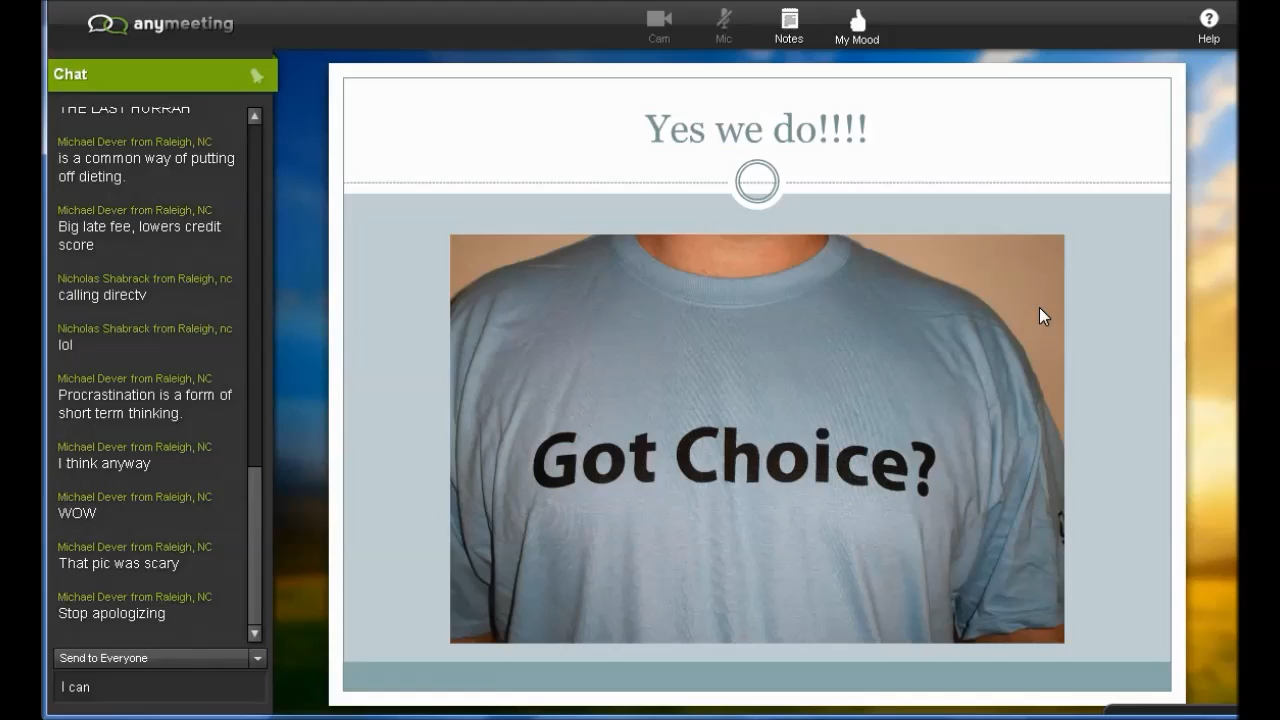 anymeeting
Cam
Mic
Notes
My Mood
Help
Chat
THE LAST HURRAH
Michael Dever from Raleigh, NC
is a common way of putting
off dieting.
Michael Dever from Raleigh, NC
Big late fee, lowers credit
score
Nicholas Shabrack from Raleigh, nc
calling directv
Nicholas Shabrack from Raleigh, nc
lol
Michael Dever from Raleigh, NC
Procrastination is a form of
short term thinking.
Michael Dever from Raleigh, NC
I think anyway
Michael Dever from Raleigh, NC
WOW
Michael Dever from Raleigh, NC
That pic was scary
Michael Dever from Raleigh, NC
Stop apologizing
Send to Everyone
I can
Yes we do!!!!
Got Choice?